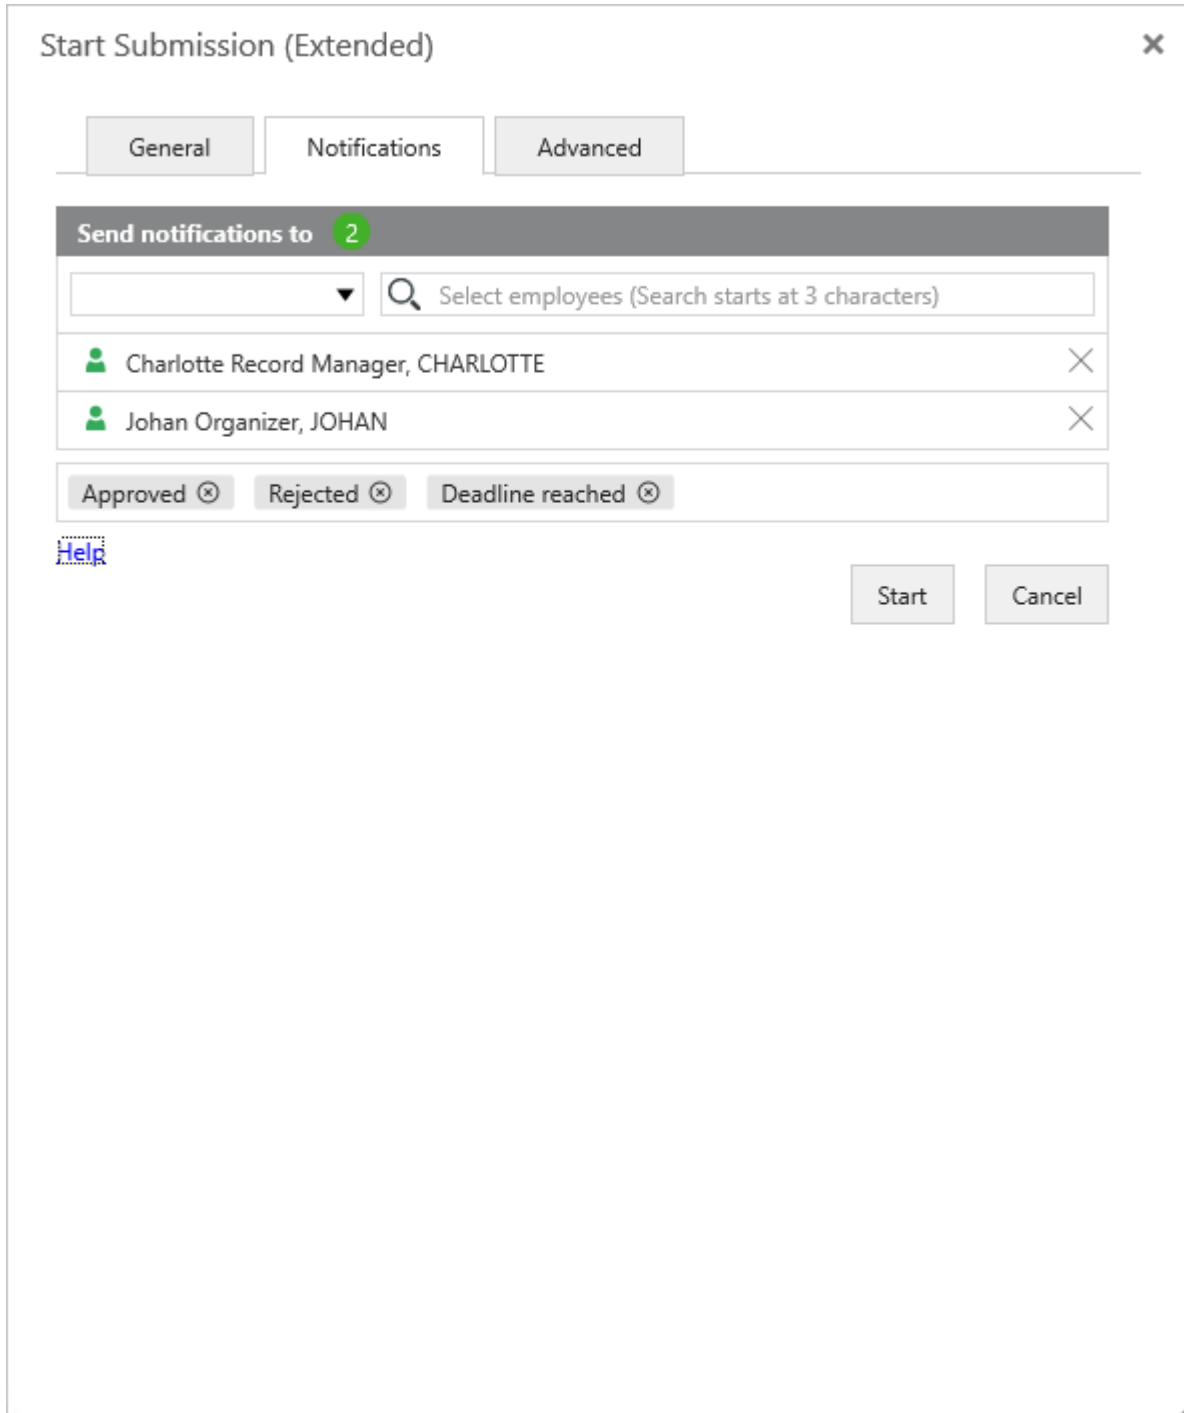 Start Submission (Extended)
General Notifications Advanced
Send notifications to 2
Select employees (Search starts at 3 characters)
Charlotte Record Manager, CHARLOTTE
Johan Organizer, JOHAN
Approved Rejected Deadline reached
Help
Start Cancel